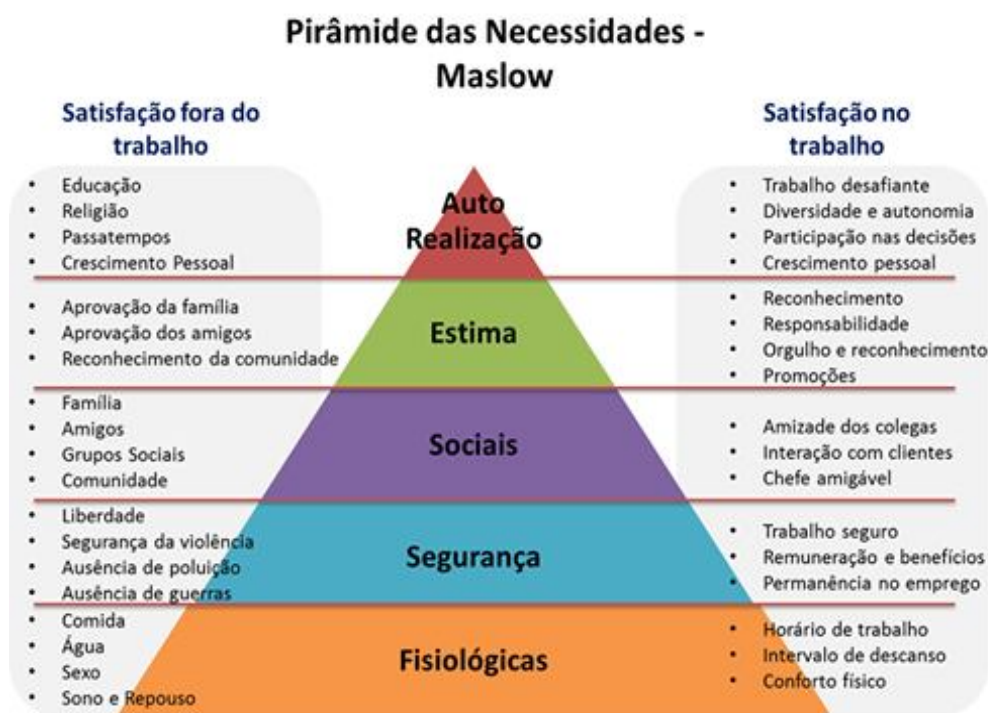 Pirâmide das Necessidades -
Maslow
Satisfação fora do
trabalho
Educação
Religião
Passatempos
Crescimento Pessoal
Aprovação da família
Aprovação dos amigos
Reconhecimento da comunidade
Família
Amigos
Grupos Sociais
Comunidade
Liberdade
Segurança da violência
Ausência de poluição
Ausência de guerras
Comida
Água
Sexo
Sono e Repouso
Auto
Realização
Estima
Sociais
Segurança
Fisiológicas
Satisfação no
trabalho
Trabalho desafiante
Diversidade e autonomia
Participação nas decisões
Crescimento pessoal
Reconhecimento
Responsabilidade
Orgulho e reconhecimento
Promoções
Amizade dos colegas
Interação com clientes
Chefe amigável
Trabalho seguro
Remuneração e benefícios
Permanência no emprego
Horário de trabalho
Intervalo de descanso
Conforto físico